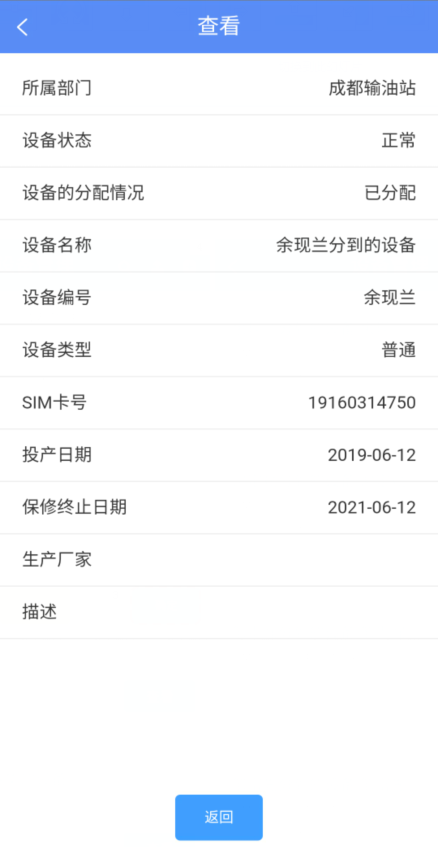 查看
所属部门 成都输油站
设备状态 正常
设备的分配情况 已分配
设备名称 余现兰分到的设备
设备编号 余现兰
设备类型 普通
SIM卡号 19160314750
投产日期 2019-06-12
保修终止日期 2021-06-12
生产厂家
描述
返回